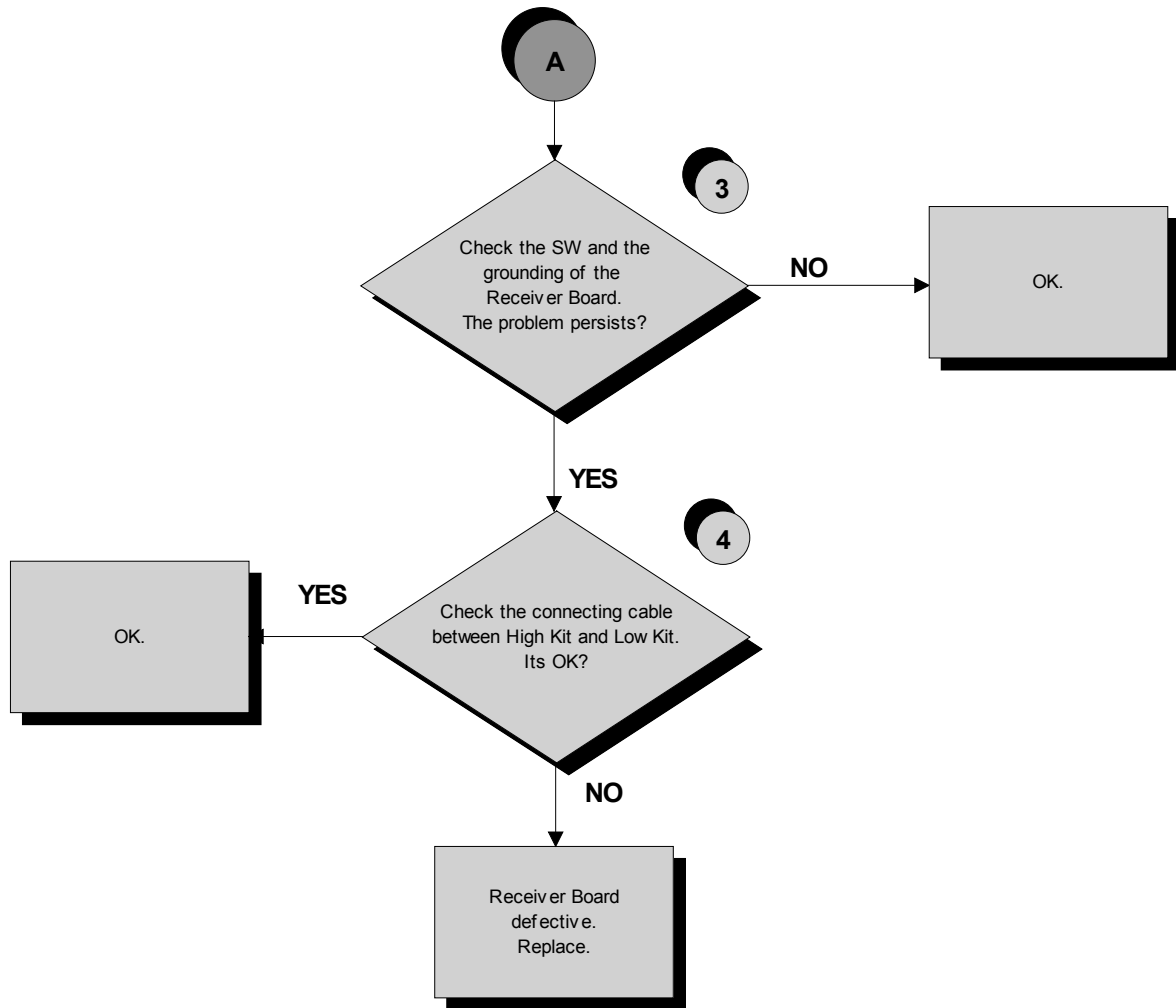 A
3
Check the SW and the
grounding of the
Receiver Board.
The problem persists?
NO
OK.
YES
4
Check the connecting cable
between High Kit and Low Kit.
Its OK?
YES
OK.
NO
Receiver Board
defective.
Replace.